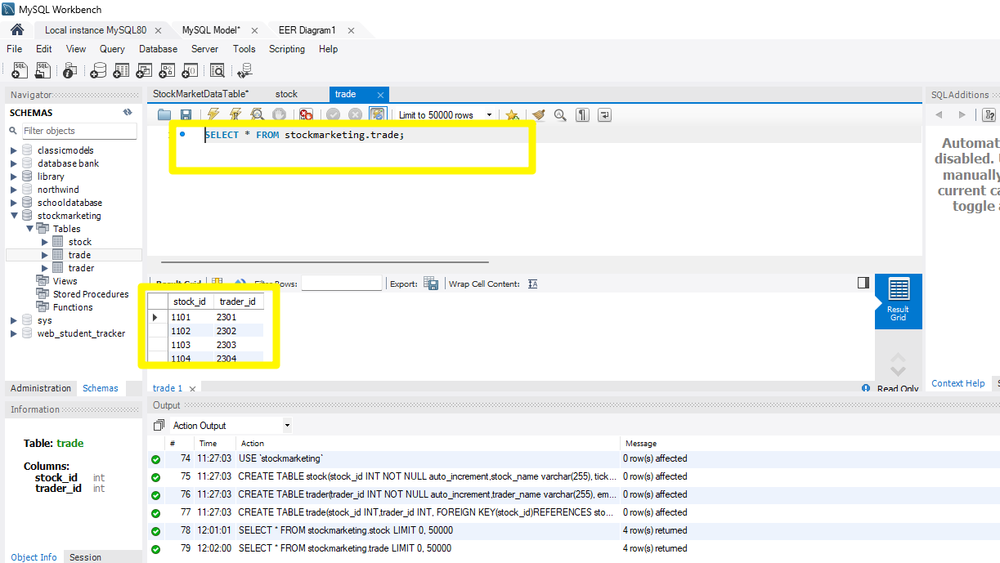 MySQL Workbench
Local instance MySQL80 MySQL Model* EER Diagram1
File Edit View Query Database Server Tools Scripting Help
Navigator
SCHEMAS
Filter objects
classicmodels
database bank
library
northwind
schooldatabase
stockmarketing
Tables
stock
trade
trader
Views
Stored Procedures
Functions
sys
web_student_tracker
Administration Schemas
Information
Table: trade
Columns:
stock_id int
trader_id int
Object Info Session
StockMarketDataTable* stock trade
Limit to 50000 rows
SELECT * FROM stockmarketing.trade;
Result Grid Filter Rows: Export: Wrap Cell Content:
stock_id trader_id
1101 2301
1102 2302
1103 2303
1104 2304
Result
Grid
trade 1 Read Only
Output
Action Output
# Time Action Message
74 11:27:03 USE `stockmarketing` 0 row(s) affected
75 11:27:03 CREATE TABLE stock(stock_id INT NOT NULL auto_increment,stock_name varchar(255), tick... 0 row(s) affected
76 11:27:03 CREATE TABLE trader(trader_id INT NOT NULL auto_increment,trader_name varchar(255), em... 0 row(s) affected
77 11:27:03 CREATE TABLE trade(stock_id INT,trader_id INT, FOREIGN KEY(stock_id)REFERENCES sto... 0 row(s) affected
78 12:01:01 SELECT * FROM stockmarketing.stock LIMIT 0, 50000 4 row(s) returned
79 12:02:00 SELECT * FROM stockmarketing.trade LIMIT 0, 50000 4 row(s) returned
SQLAdditions
Automat
disabled.
manually
current ca
toggle
Context Help